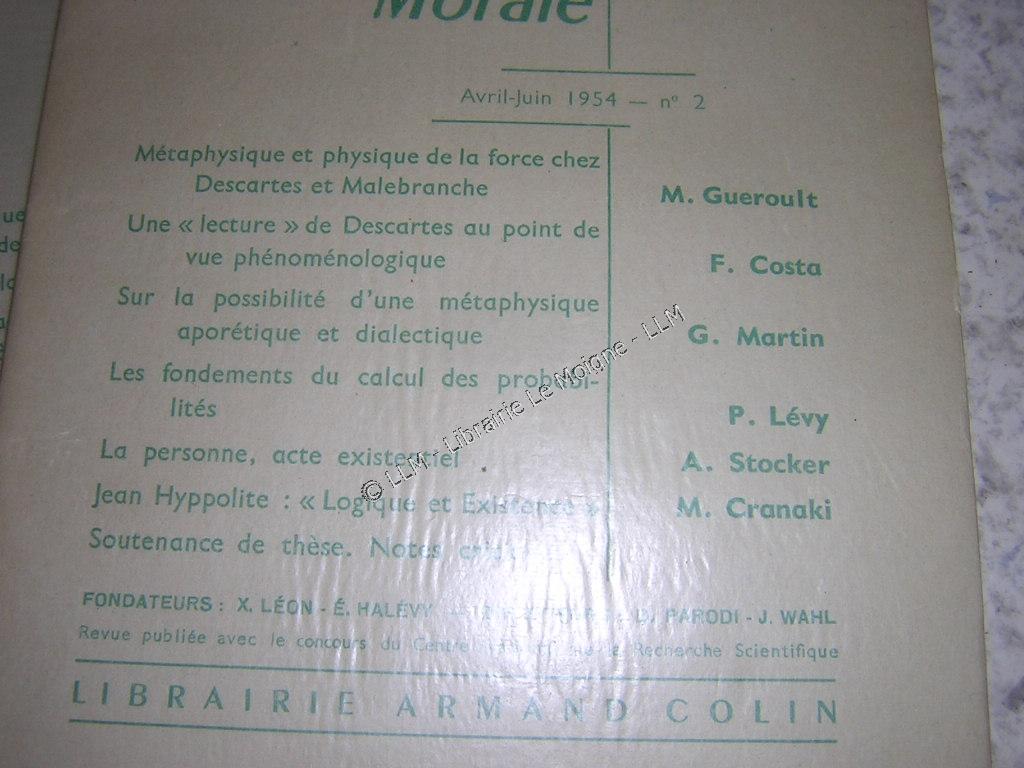 Morale
Avril-Juin 1954 — nº 2
Métaphysique et physique de la force chez
Descartes et Malebranche M. Gueroult
Une « lecture » de Descartes au point de
vue phénoménologique F. Costa
Sur la possibilité d'une métaphysique
aporétique et dialectique G. Martin
Les fondements du calcul des probabi-
lités P. Lévy
La personne, acte existentiel A. Stocker
Jean Hyppolite : « Logique et Existence » M. Cranaki
Soutenance de thèse. Notes
FONDATEURS : X. LÉON - É. HALÉVY D. PARODI - J. WAHL
Revue publiée avec le concours du Centre de la Recherche Scientifique
LIBRAIRIE ARMAND COLIN
© LLM - Librairie Le Moigne - LLM
ue
de